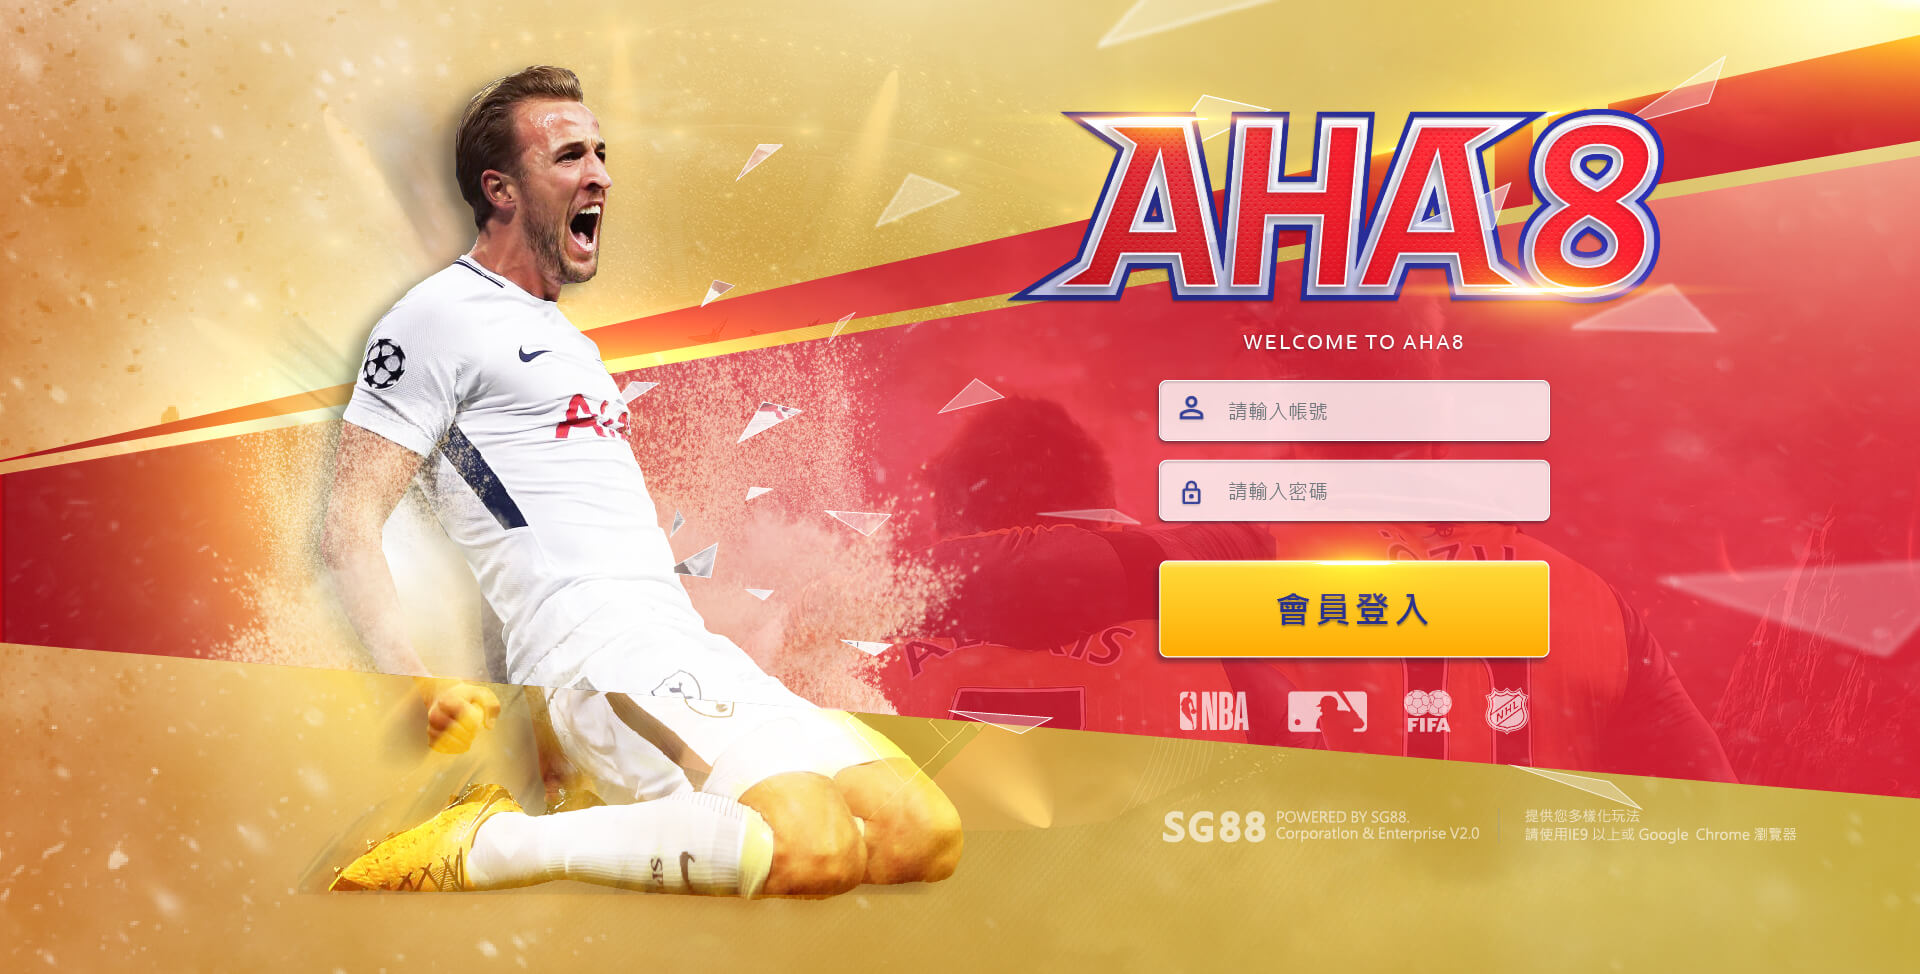 AHA8
WELCOME TO AHA8
請輸入帳號
請輸入密碼
會員登入
NBA
FIFA
NHL
SG88
POWERED BY SG88.
Corporation & Enterprise V2.0
提供您多樣化玩法
請使用IE9 以上或 Google Chrome 瀏覽器